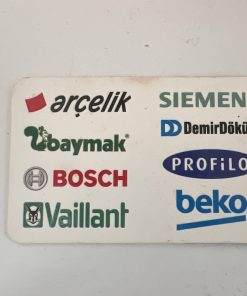 arçelik
baymak
BOSCH
Vaillant
SIEMEN
DemirDökü
PROFiLO
beko